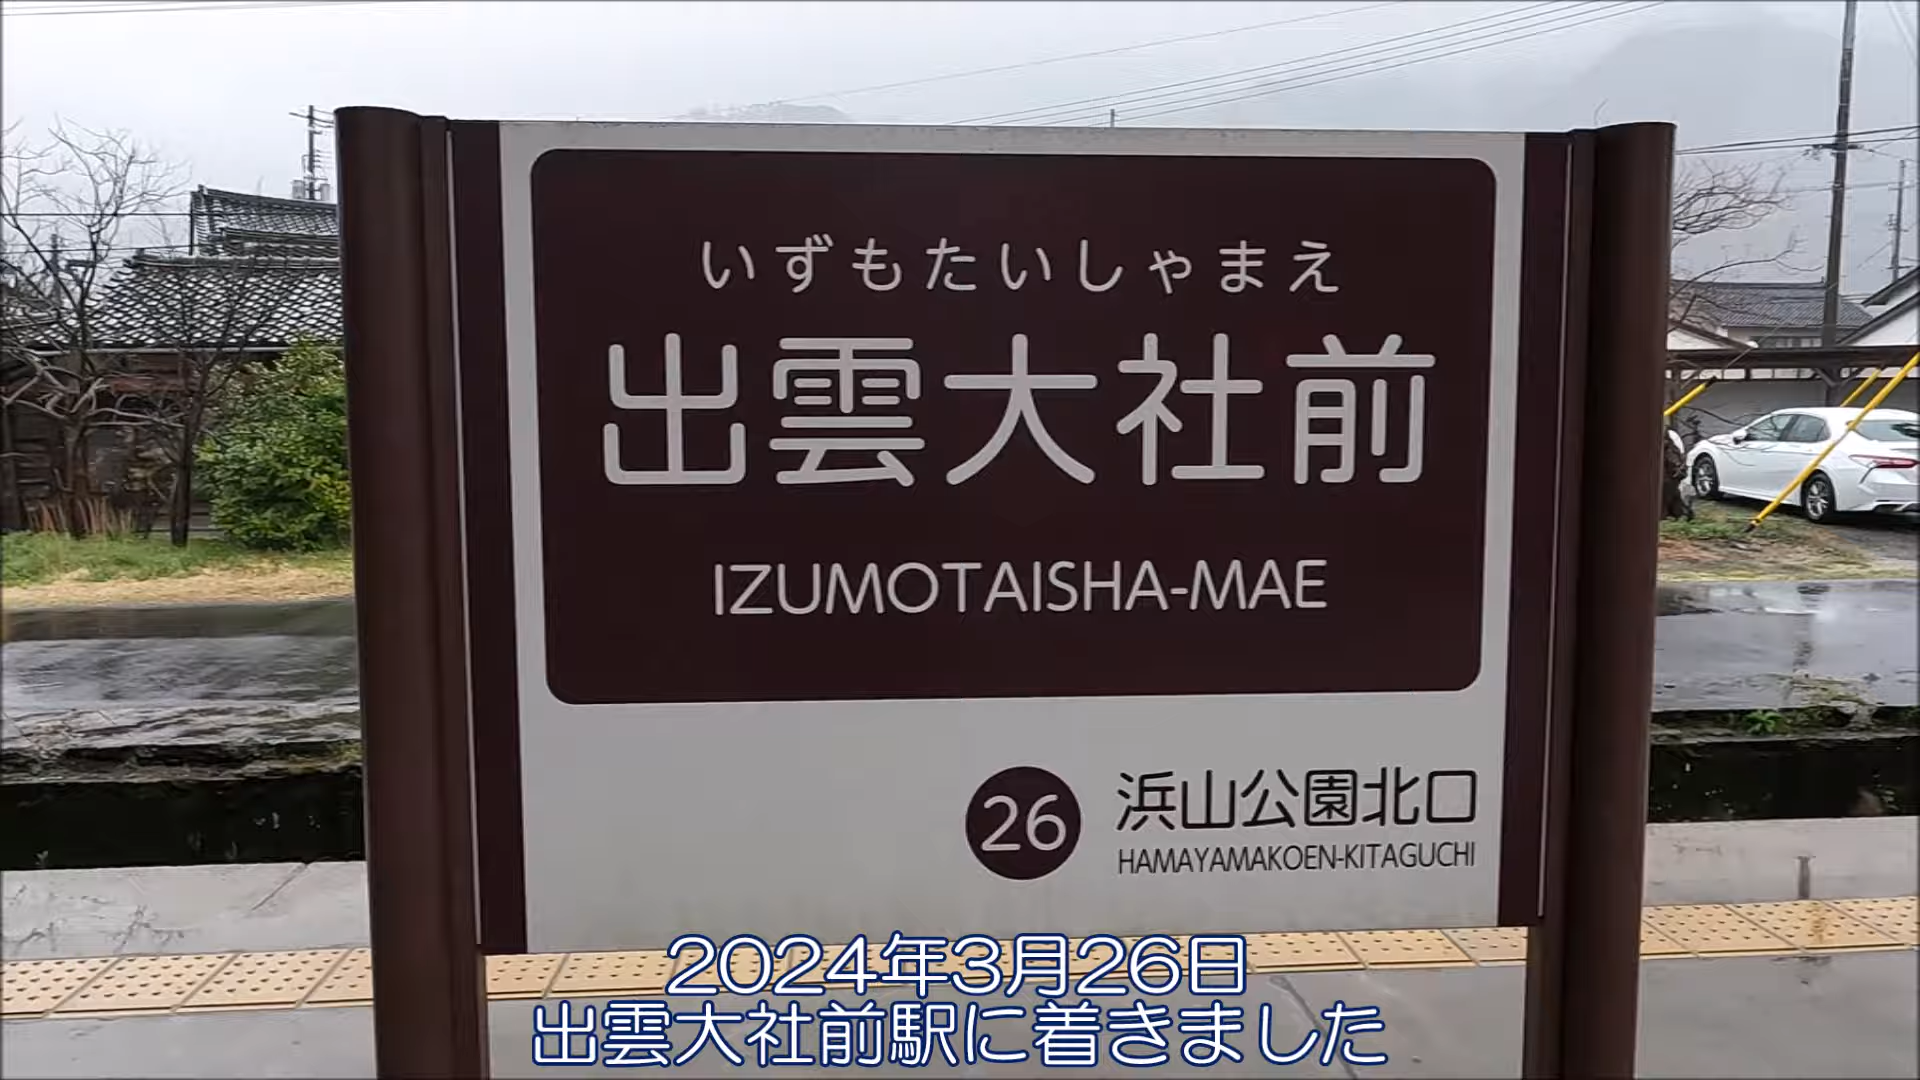 いずもたいしゃまえ
出雲大社前
IZUMOTAISHA-MAE
26 浜山公園北口
HAMAYAMAKOEN-KITAGUCHI
2024年3月26日
出雲大社前駅に着きました